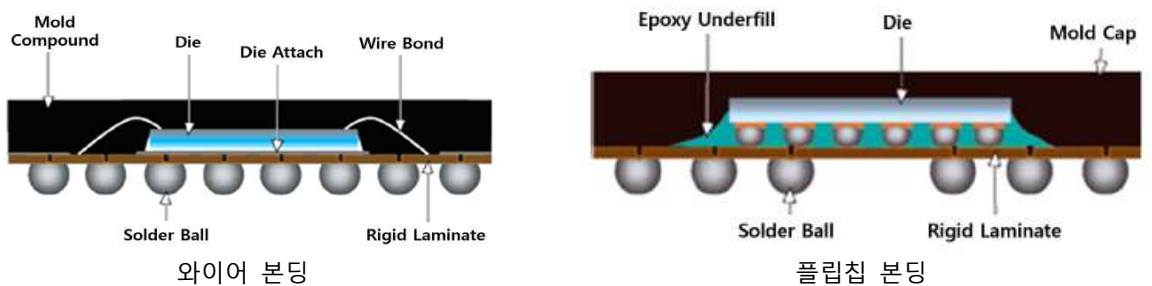 Mold
Compound
Die
Die Attach
Wire Bond
Solder Ball
Rigid Laminate
와이어 본딩
Epoxy Underfill
Die
Mold Cap
Solder Ball
Rigid Laminate
플립칩 본딩